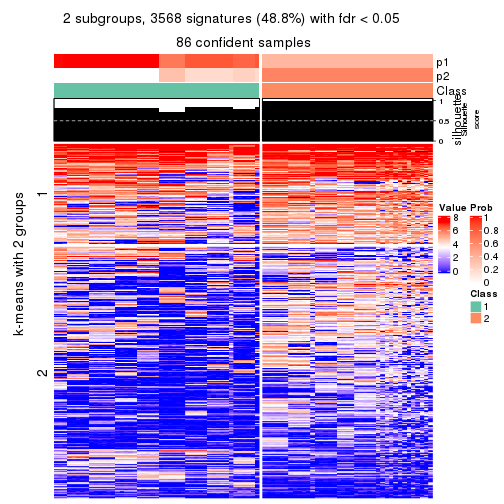 2 subgroups, 3568 signatures (48.8%) with fdr < 0.05
86 confident samples
p1
p2
Class
1
0.5
0
silhouette
Silhouette
score
k-means with 2 groups
1
2
Value
8
6
4
2
0
Prob
1
0.8
0.6
0.4
0.2
0
Class
1
2